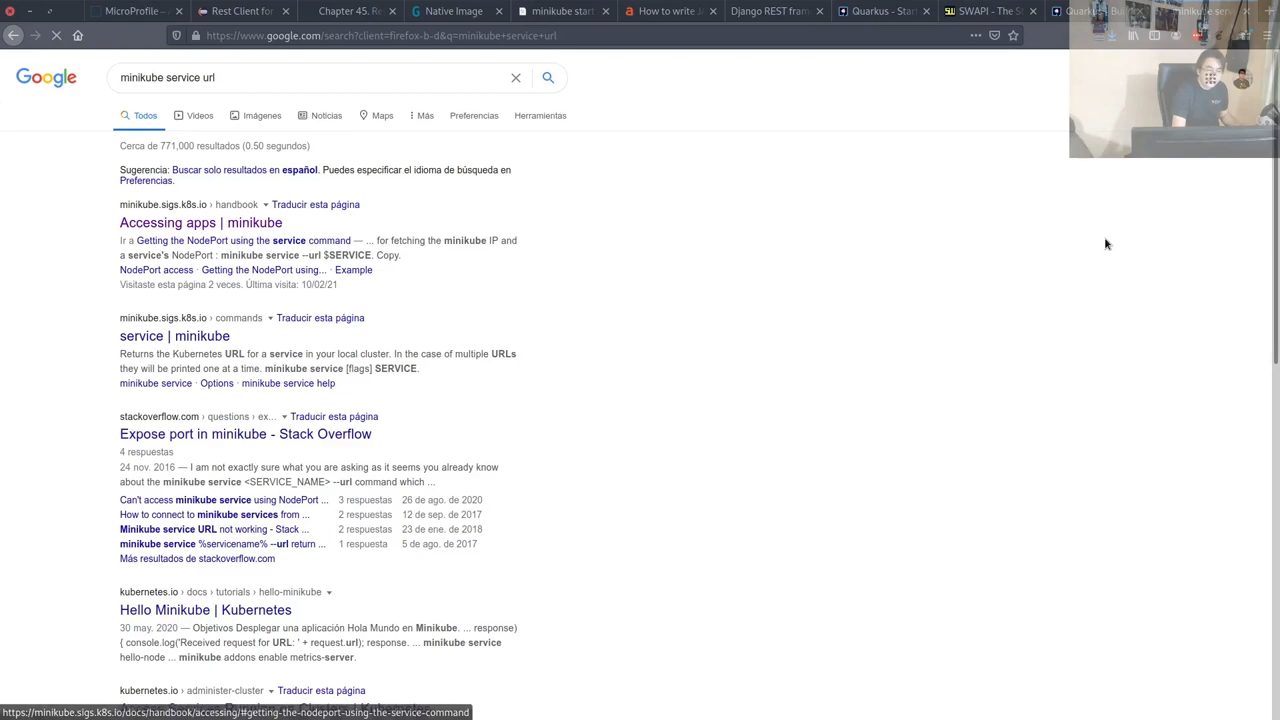 MicroProfile –
Rest Client for
Chapter 45. Re
Native Image
minikube start
How to write J
Django REST fram
Quarkus - Start
SWAPI - The S
Quarkus
https://www.google.com/search?client=firefox-b-d&q=minikube+service+url
Google
minikube service url
Todos
Videos
Imágenes
Noticias
Maps
Más
Preferencias
Herramientas
Cerca de 771,000 resultados (0.50 segundos)
Sugerencia: Buscar solo resultados en español. Puedes especificar el idioma de búsqueda en
Preferencias.
minikube.sigs.k8s.io › handbook ▾ Traducir esta página
Accessing apps | minikube
Ir a Getting the NodePort using the service command — ... for fetching the minikube IP and
a service's NodePort : minikube service --url $SERVICE. Copy.
NodePort access · Getting the NodePort using... · Example
Visitaste esta página 2 veces. Última visita: 10/02/21
minikube.sigs.k8s.io › commands ▾ Traducir esta página
service | minikube
Returns the Kubernetes URL for a service in your local cluster. In the case of multiple URLs
they will be printed one at a time. minikube service [flags] SERVICE.
minikube service · Options · minikube service help
stackoverflow.com › questions › ex... ▾ Traducir esta página
Expose port in minikube - Stack Overflow
4 respuestas
24 nov. 2016 — I am not exactly sure what you are asking as it seems you already know
about the minikube service <SERVICE_NAME> --url command which ...
Can't access minikube service using NodePort ... 3 respuestas 26 de ago. de 2020
How to connect to minikube services from ... 2 respuestas 12 de sep. de 2017
Minikube service URL not working - Stack ... 2 respuestas 23 de ene. de 2018
minikube service %servicename% --url return ... 1 respuesta 5 de ago. de 2017
Más resultados de stackoverflow.com
kubernetes.io › docs › tutorials › hello-minikube ▾
Hello Minikube | Kubernetes
30 may. 2020 — Objetivos Desplegar una aplicación Hola Mundo en Minikube. ... response)
{ console.log('Received request for URL: ' + request.url); response. ... minikube service
hello-node ... minikube addons enable metrics-server.
kubernetes.io › administer-cluster ▾ Traducir esta página
https://minikube.sigs.k8s.io/docs/handbook/accessing/#getting-the-nodeport-using-the-service-command